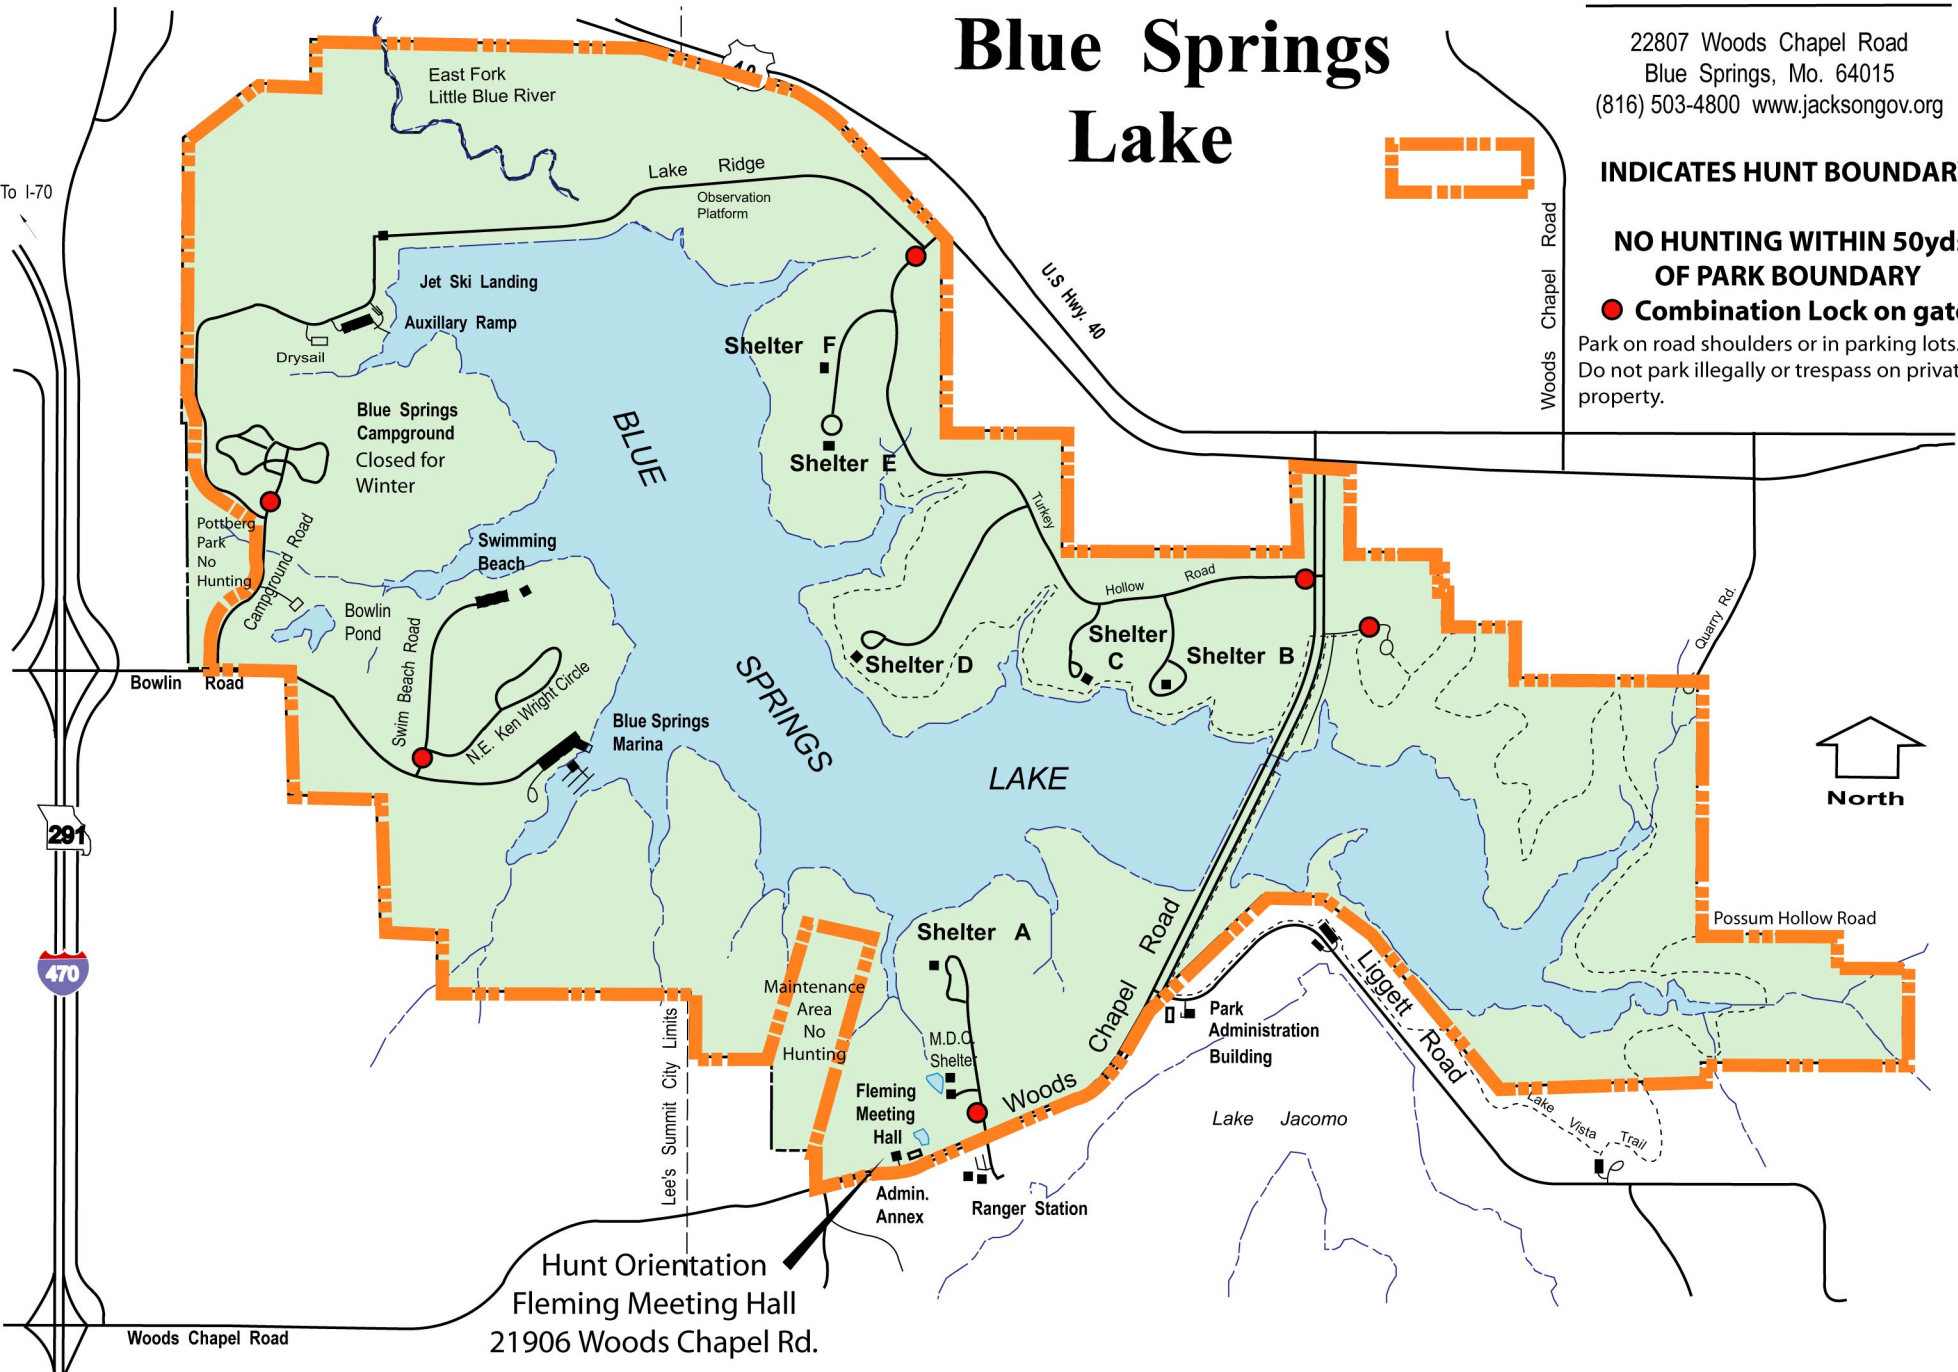 Blue Springs
Lake
22807 Woods Chapel Road
Blue Springs, Mo. 64015
(816) 503-4800 www.jacksongov.org
INDICATES HUNT BOUNDAR
NO HUNTING WITHIN 50yd
OF PARK BOUNDARY
Combination Lock on gat
Park on road shoulders or in parking lots.
Do not park illegally or trespass on privat
property.
To I-70
East Fork
Little Blue River
Lake Ridge
Observation
Platform
U.S Hwy. 40
Woods Chapel Road
Jet Ski Landing
Auxillary Ramp
Drysail
Shelter F
Shelter E
Blue Springs
Campground
Closed for
Winter
BLUE
SPRINGS
LAKE
Turkey
Hollow Road
Pottberg
Park
No
Hunting
Campground Road
Swimming
Beach
Bowlin
Pond
Swim Beach Road
N.E. Ken Wright Circle
Bowlin Road
Blue Springs
Marina
Shelter D
Shelter
C
Shelter B
Quarry Rd.
North
291
470
Possum Hollow Road
Shelter A
Maintenance
Area
No
Hunting
M.D.C.
Shelter
Fleming
Meeting
Hall
Woods Chapel Road
Park
Administration
Building
Liggett Road
Lake Jacomo
Lake Vista Trail
Lee's Summit City Limits
Admin.
Annex
Ranger Station
Hunt Orientation
Fleming Meeting Hall
21906 Woods Chapel Rd.
Woods Chapel Road